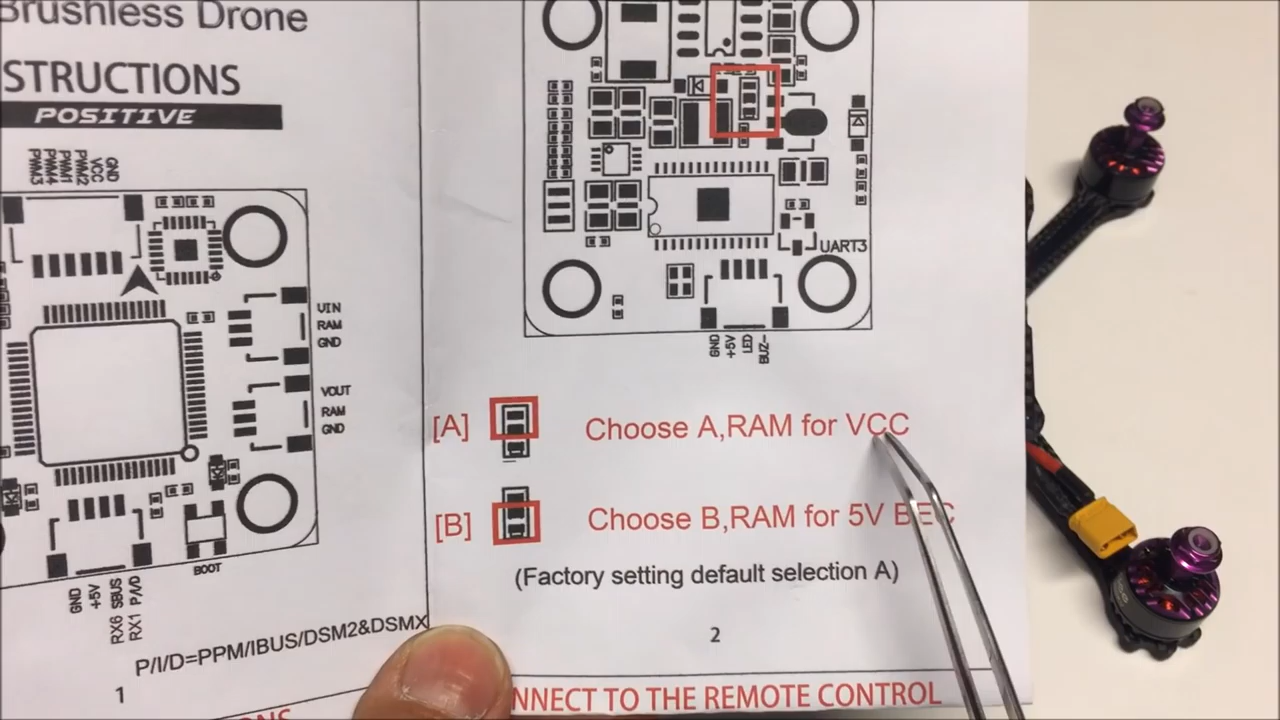 Brushless Drone
STRUCTIONS
POSITIVE
PWM3
PWM4
PWM1
PWM2
VCC
GND
VIN
RAM
GND
VOUT
RAM
GND
BOOT
GND
+5V
RX6 SBUS
RX1 P/I/D
P/I/D=PPM/IBUS/DSM2&DSMX
1
UART3
GND
+5V
LED
BUZ-
[A] Choose A,RAM for VCC
[B] Choose B,RAM for 5V BEC
(Factory setting default selection A)
2
NNECT TO THE REMOTE CONTROL